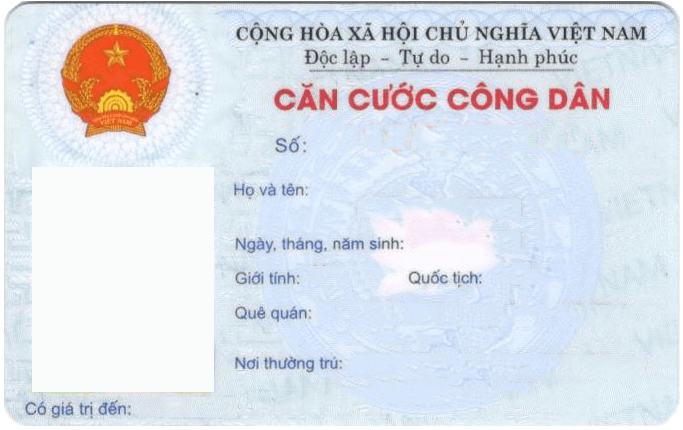 CỘNG HÒA XÃ HỘI CHỦ NGHĨA VIỆT NAM
Độc lập - Tự do - Hạnh phúc
CĂN CƯỚC CÔNG DÂN
VIỆT NAM
Số:
Họ và tên:
Ngày, tháng, năm sinh:
Giới tính: Quốc tịch:
Quê quán:
Nơi thường trú:
Có giá trị đến: